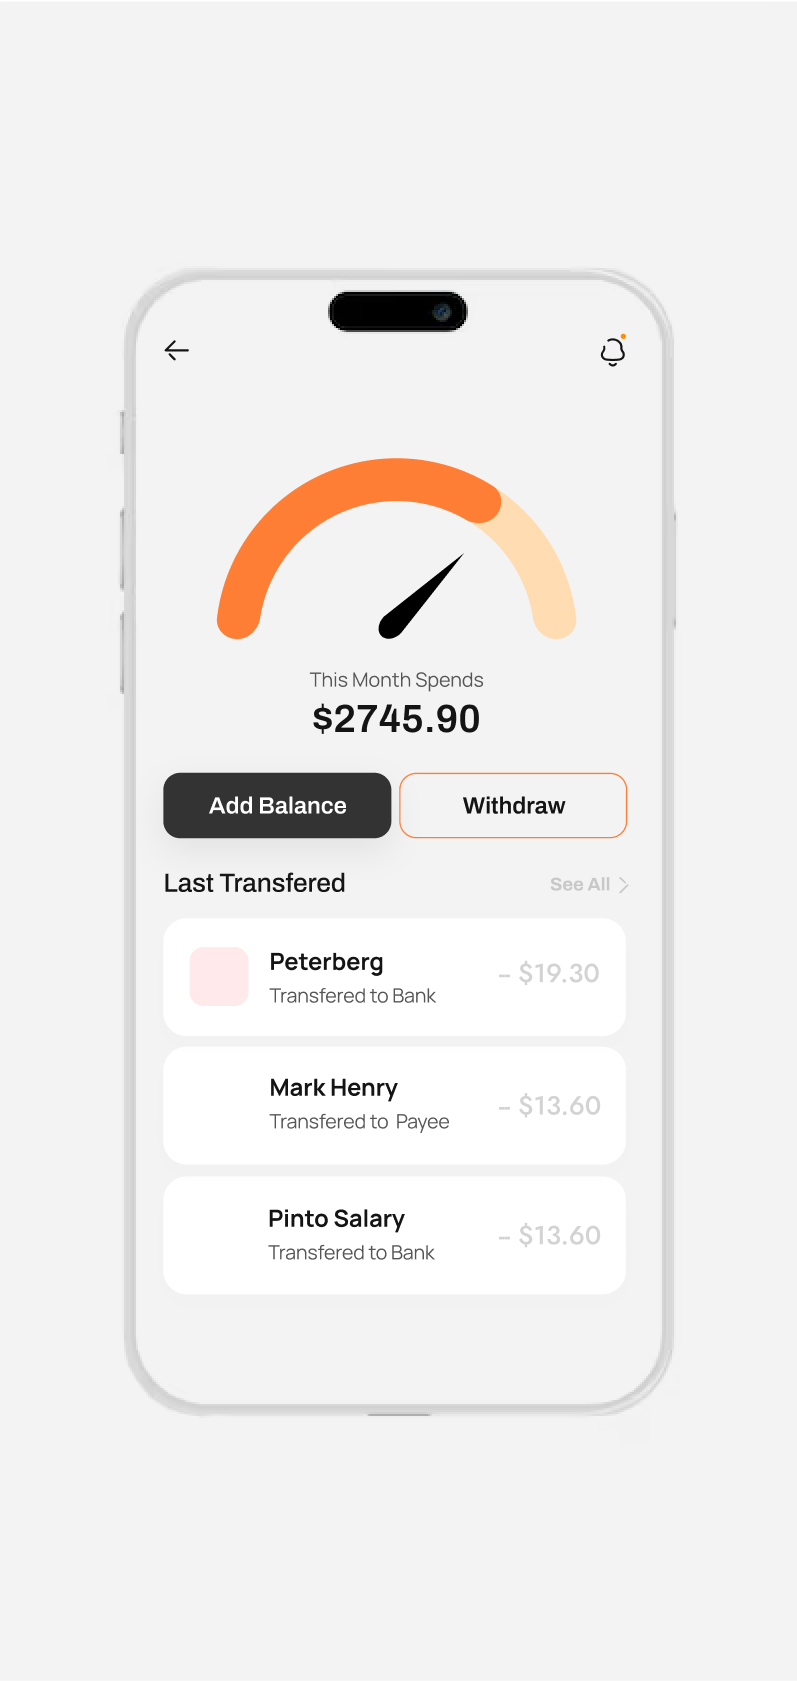 This Month Spends
$2745.90
Add Balance
Withdraw
Last Transfered
See All
Peterberg
Transfered to Bank
- $19.30
Mark Henry
Transfered to Payee
- $13.60
Pinto Salary
Transfered to Bank
- $13.60